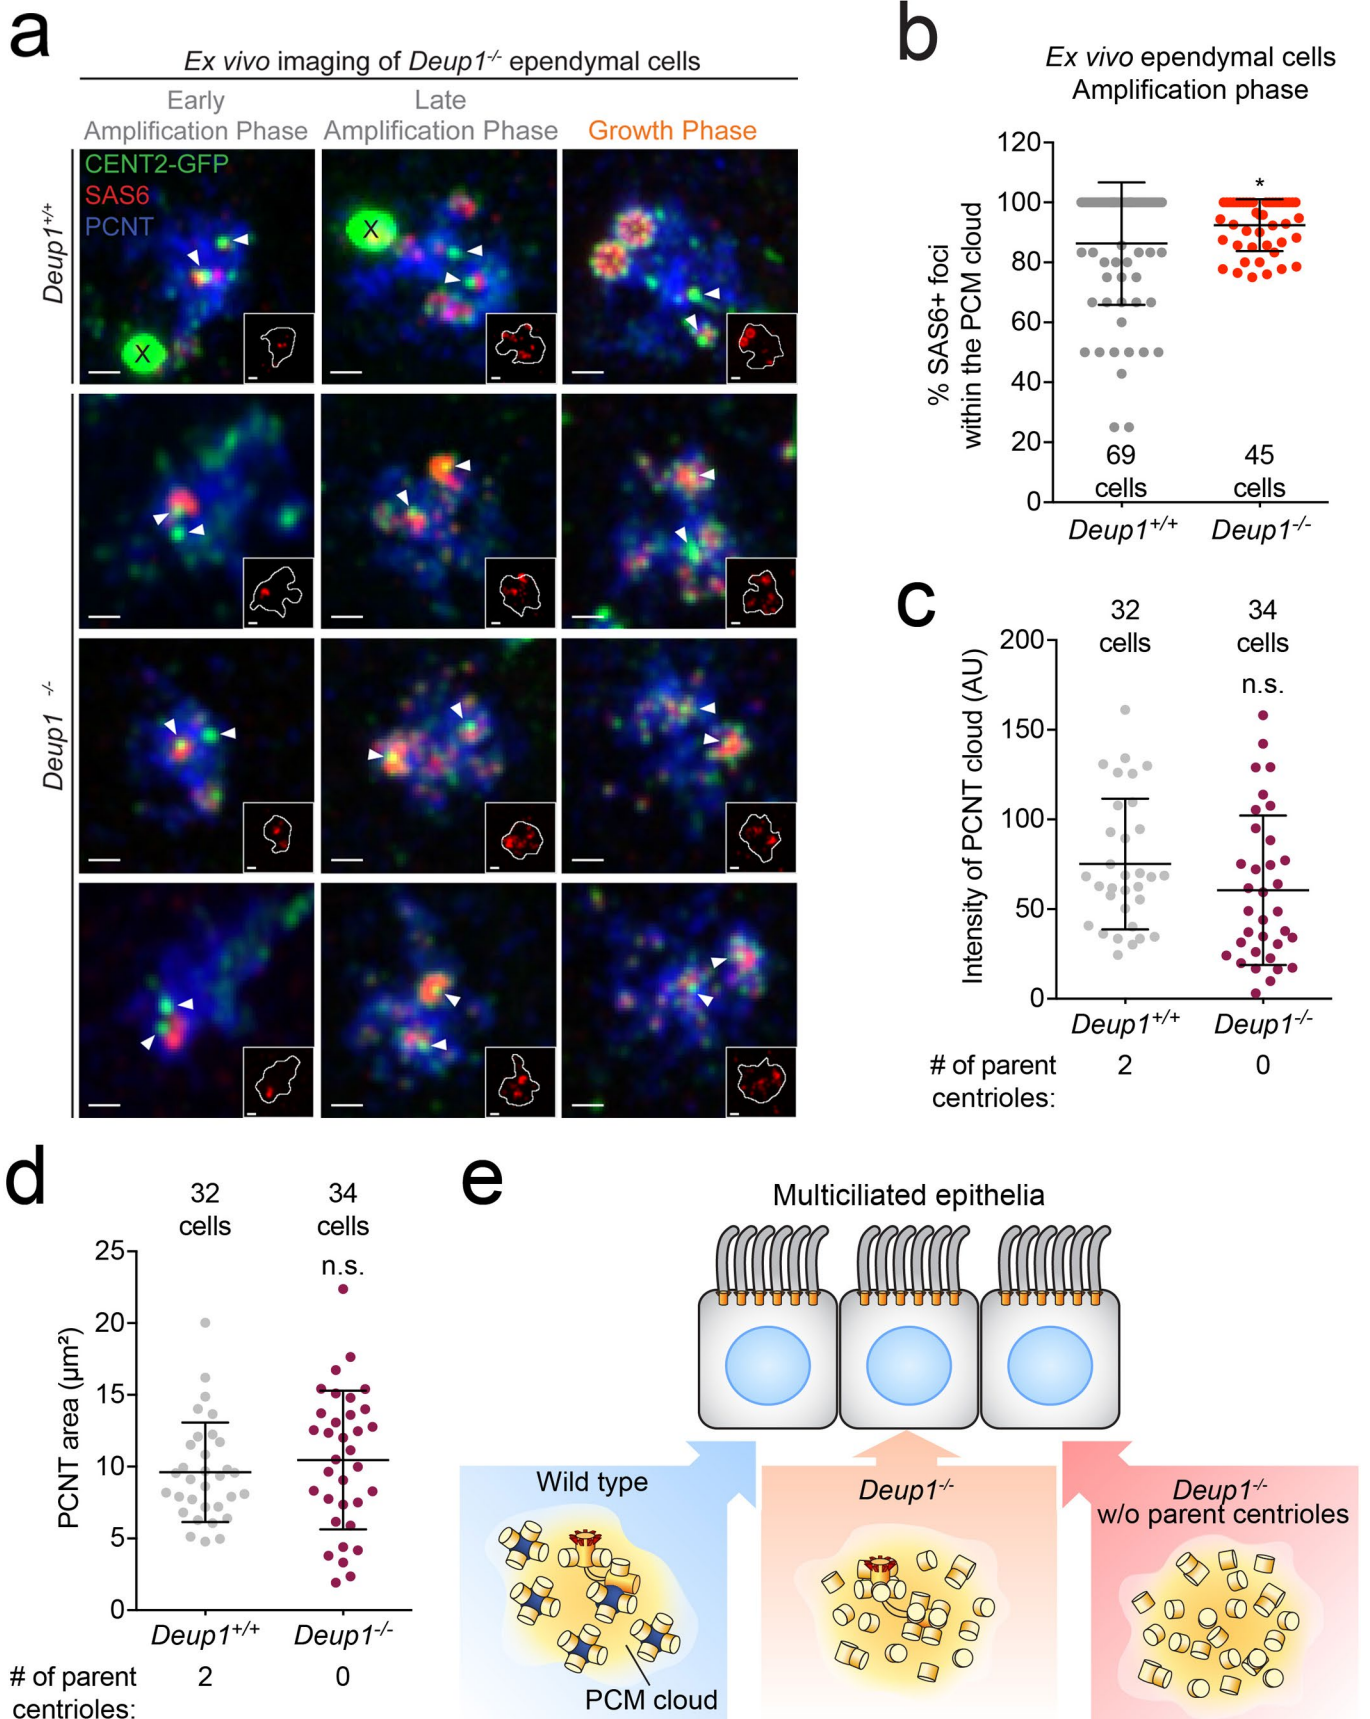 a
Ex vivo imaging of Deup1-/- ependymal cells
Early
Amplification Phase
Late
Amplification Phase
Growth Phase
CENT2-GFP
SAS6
PCNT
X
X
Deup1+/+
Deup1 -/-
b
Ex vivo ependymal cells
Amplification phase
% SAS6+ foci
within the PCM cloud
120
100
80
60
40
20
0
*
69
cells
45
cells
Deup1+/+
Deup1-/-
c
32
cells
34
cells
n.s.
Intensity of PCNT cloud (AU)
200
150
100
50
0
Deup1+/+
Deup1-/-
# of parent
centrioles:
2
0
d
32
cells
34
cells
n.s.
PCNT area (µm²)
25
20
15
10
5
0
Deup1+/+
Deup1-/-
# of parent
centrioles:
2
0
e
Multiciliated epithelia
Wild type
PCM cloud
Deup1-/-
Deup1-/-
w/o parent centrioles